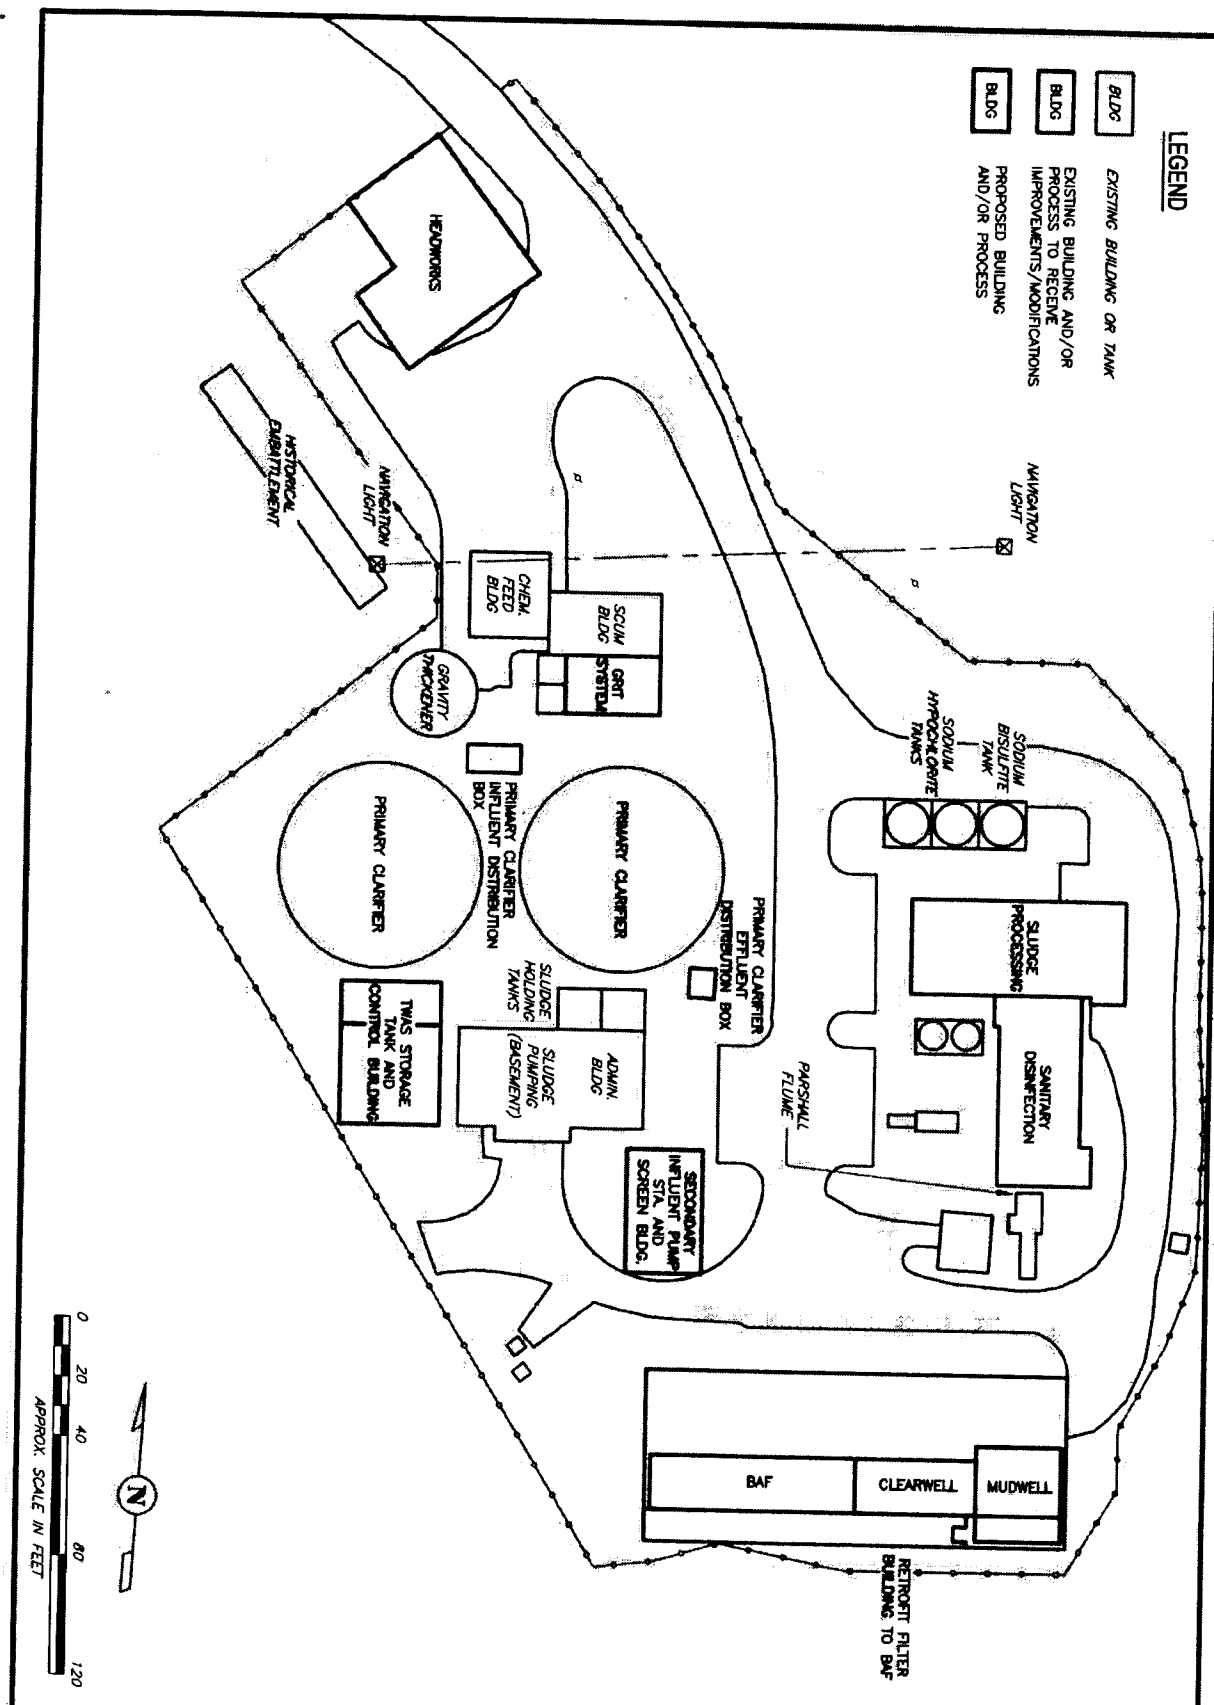 LEGEND
BLDG
EXISTING BUILDING OR TANK
BLDG
EXISTING BUILDING AND/OR
PROCESS TO RECEIVE
IMPROVEMENTS/MODIFICATIONS
BLDG
PROPOSED BUILDING
AND/OR PROCESS
HEADWORKS
HISTORICAL
EMBATTLEMENT
NAVIGATION
LIGHT
NAVIGATION
LIGHT
CHEM.
FEED
BLDG
SCUM
BLDG
GRIT
SYSTEM
GRAVITY
THICKENER
SODIUM
BISULFITE
TANK
SODIUM
HYPOCHLORITE
TANKS
PRIMARY CLARIFIER
INFLUENT DISTRIBUTION
BOX
PRIMARY CLARIFIER
PRIMARY CLARIFIER
PRIMARY CLARIFIER
EFFLUENT
DISTRIBUTION BOX
SLUDGE
PROCESSING
SANITARY
DISINFECTION
SLUDGE
HOLDING
TANKS
TWAS STORAGE
TANK AND
CONTROL BUILDING
ADMIN.
BLDG
SLUDGE
PUMPING
(BASEMENT)
PARSHALL
FLUME
SECONDARY
INFLUENT PUMP
STA. AND
SCREEN BLDG.
BAF
CLEARWELL
MUDWELL
RETROFIT FILTER
BUILDING TO BAF
N
0 20 40 80 120
APPROX. SCALE IN FEET